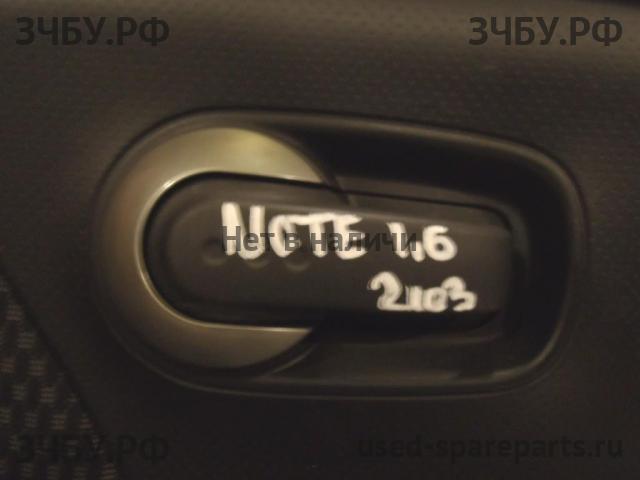 ЗЧБУ.РФ ЗЧБУ.РФ
NOTE 1,6
Нет в наличи
2103
ЗЧБУ.РФ used-spareparts.ru